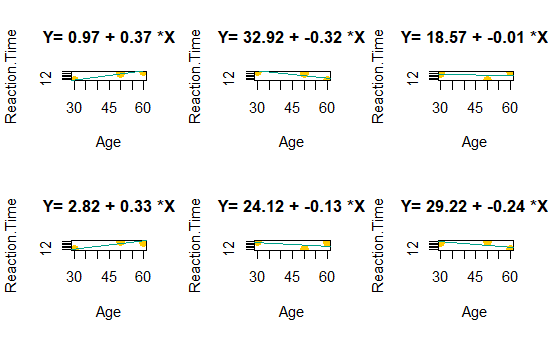 Y= 0.97 + 0.37 *X
Y= 32.92 + -0.32 *X
Y= 18.57 + -0.01 *X
Reaction.Time
12
30 45 60
Age
Reaction.Time
12
30 45 60
Age
Reaction.Time
12
30 45 60
Age
Y= 2.82 + 0.33 *X
Y= 24.12 + -0.13 *X
Y= 29.22 + -0.24 *X
Reaction.Time
12
30 45 60
Age
Reaction.Time
12
30 45 60
Age
Reaction.Time
12
30 45 60
Age